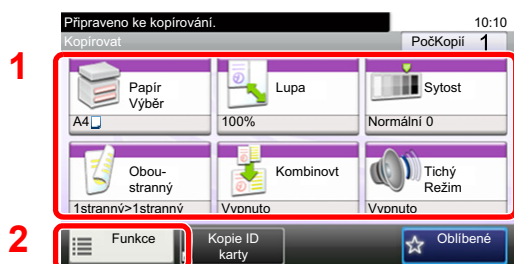 Připraveno ke kopírování. 10:10
Kopírovat PočKopií 1
1
Papír
Výběr
A4
Lupa
100%
Sytost
Normální 0
Obou-
stranný
1stranný>1stranný
Kombinovt
Vypnuto
Tichý
Režim
Vypnuto
2
Funkce
Kopie ID
karty
Oblíbené